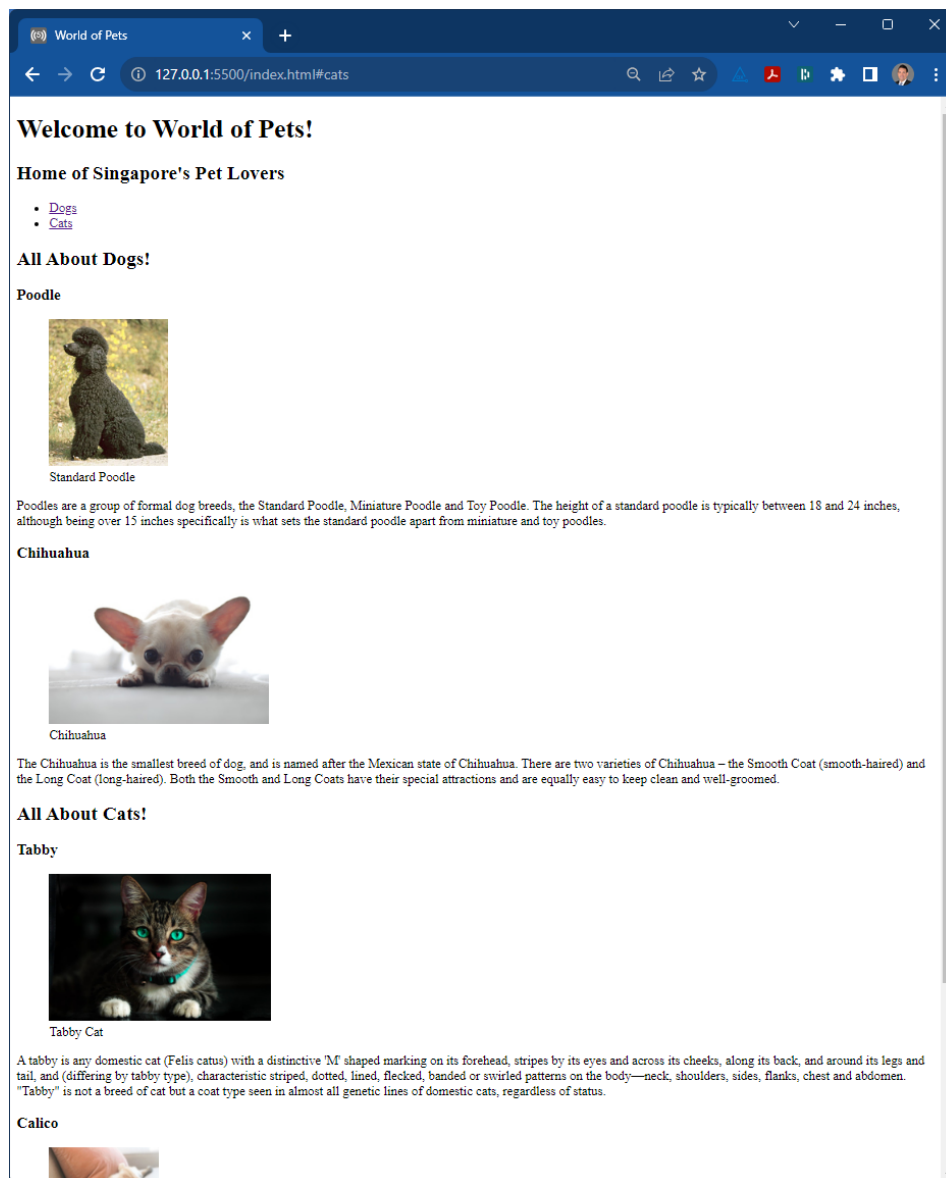 World of Pets
127.0.0.1:5500/index.html#cats
Welcome to World of Pets!
Home of Singapore's Pet Lovers
Dogs
Cats
All About Dogs!
Poodle
Standard Poodle
Poodles are a group of formal dog breeds, the Standard Poodle, Miniature Poodle and Toy Poodle. The height of a standard poodle is typically between 18 and 24 inches,
although being over 15 inches specifically is what sets the standard poodle apart from miniature and toy poodles.
Chihuahua
Chihuahua
The Chihuahua is the smallest breed of dog, and is named after the Mexican state of Chihuahua. There are two varieties of Chihuahua – the Smooth Coat (smooth-haired) and
the Long Coat (long-haired). Both the Smooth and Long Coats have their special attractions and are equally easy to keep clean and well-groomed.
All About Cats!
Tabby
Tabby Cat
A tabby is any domestic cat (Felis catus) with a distinctive 'M' shaped marking on its forehead, stripes by its eyes and across its cheeks, along its back, and around its legs and
tail, and (differing by tabby type), characteristic striped, dotted, lined, flecked, banded or swirled patterns on the body—neck, shoulders, sides, flanks, chest and abdomen.
"Tabby" is not a breed of cat but a coat type seen in almost all genetic lines of domestic cats, regardless of status.
Calico